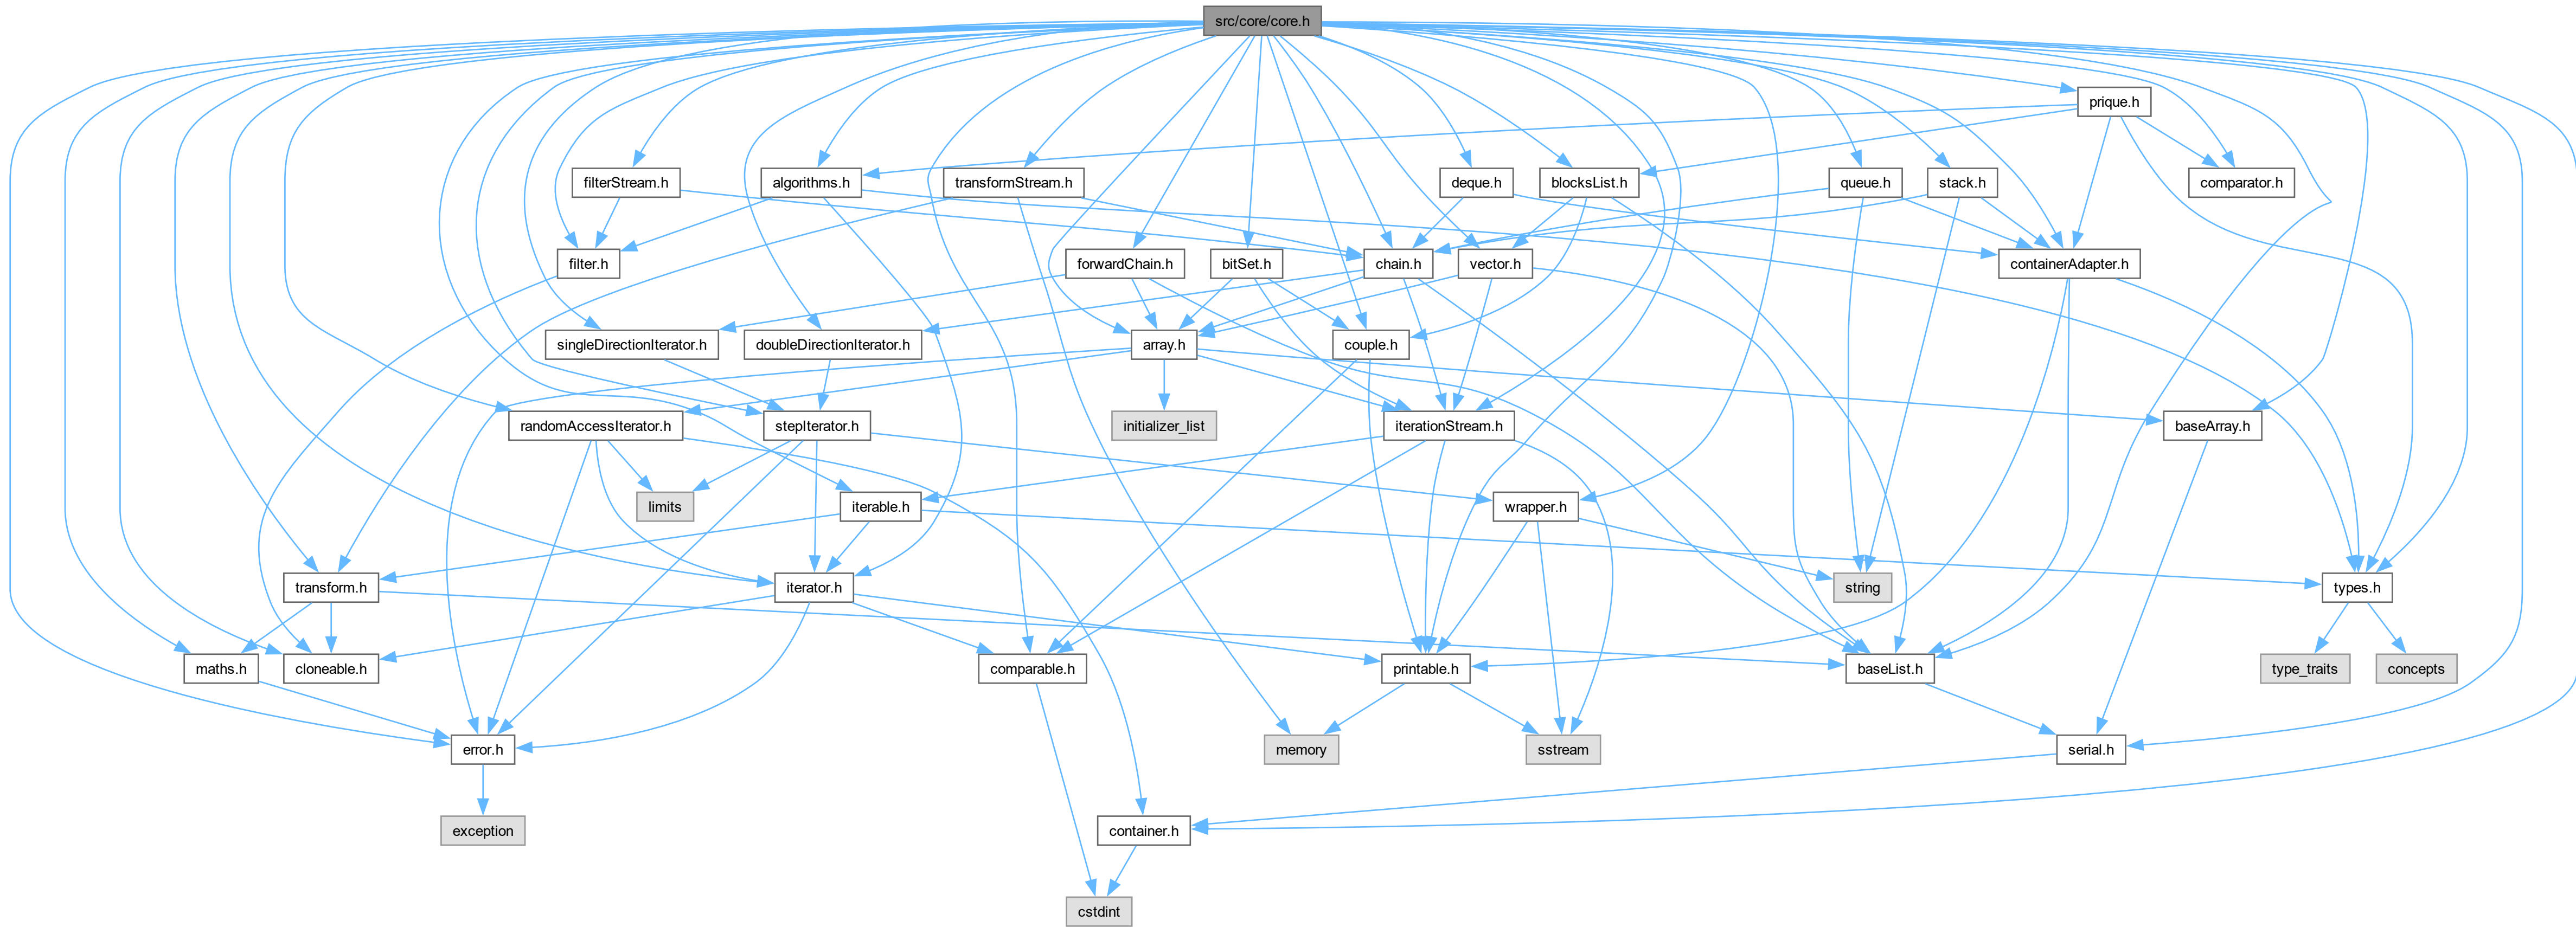 src/core/core.h
prique.h
filterStream.h
algorithms.h
transformStream.h
deque.h
blocksList.h
queue.h
stack.h
comparator.h
filter.h
forwardChain.h
bitSet.h
chain.h
vector.h
containerAdapter.h
singleDirectionIterator.h
doubleDirectionIterator.h
array.h
couple.h
randomAccessIterator.h
stepIterator.h
initializer_list
iterationStream.h
baseArray.h
limits
iterable.h
wrapper.h
transform.h
iterator.h
string
types.h
maths.h
cloneable.h
comparable.h
printable.h
baseList.h
type_traits
concepts
error.h
memory
sstream
serial.h
exception
container.h
cstdint